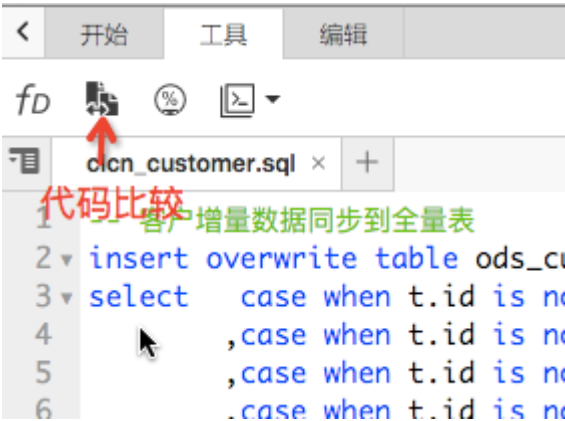 开始 工具 编辑
fD
clcn_customer.sql × +
代码比较
1 -- 客户增量数据同步到全量表
2 insert overwrite table ods_cu
3 select case when t.id is no
4 ,case when t.id is no
5 ,case when t.id is no
6 ,case when t.id is no